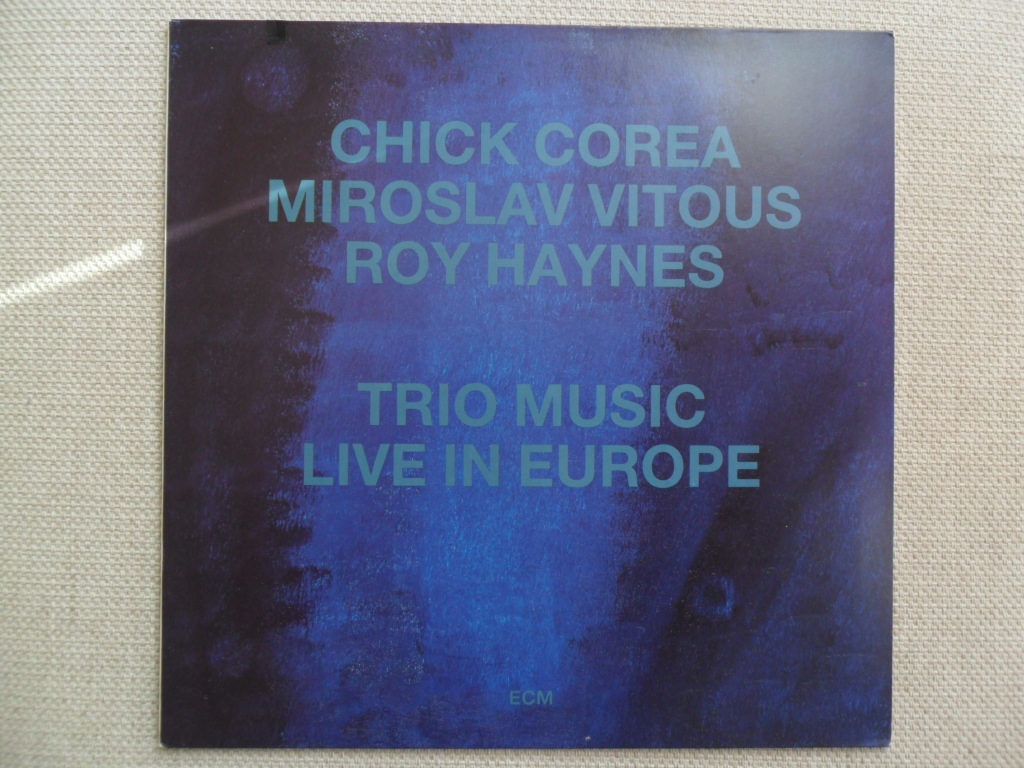 CHICK COREA
MIROSLAV VITOUS
ROY HAYNES
TRIO MUSIC
LIVE IN EUROPE
ECM